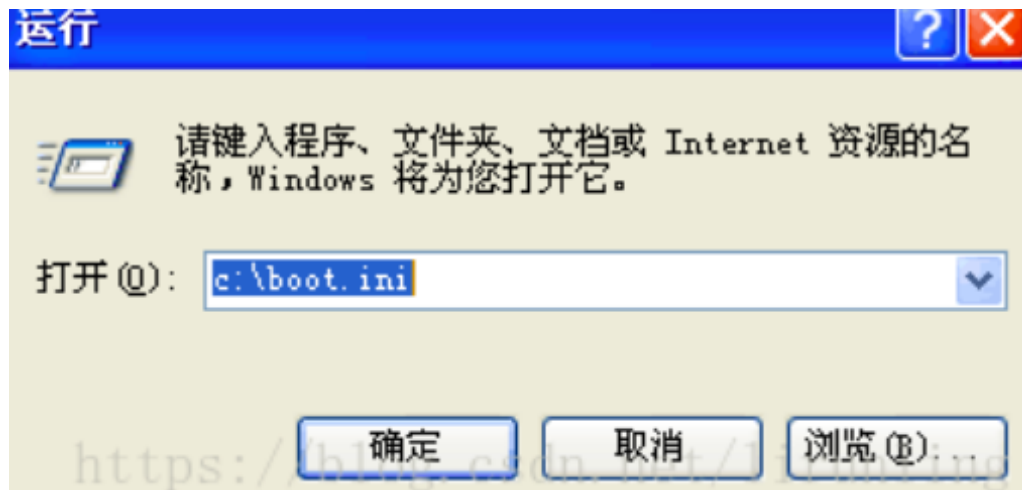 运行
请键入程序、文件夹、文档或 Internet 资源的名
称，Windows 将为您打开它。
打开(O): c:\boot.ini
确定 取消 浏览(B)...